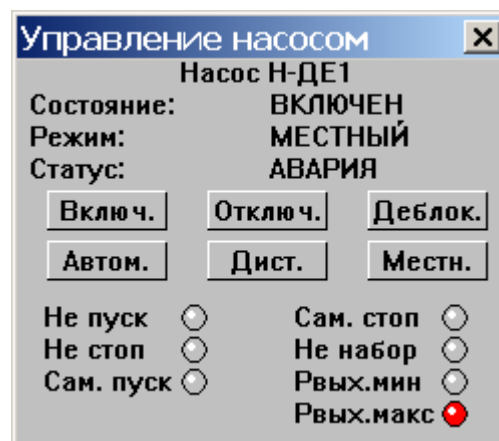 Управление насосом
Насос Н-ДЕ1
Состояние: ВКЛЮЧЕН
Режим: МЕСТНЫЙ
Статус: АВАРИЯ
Включ. Отключ. Деблок.
Автом. Дист. Местн.
Не пуск Сам. стоп
Не стоп Не набор
Сам. пуск Рвых.мин
Рвых.макс